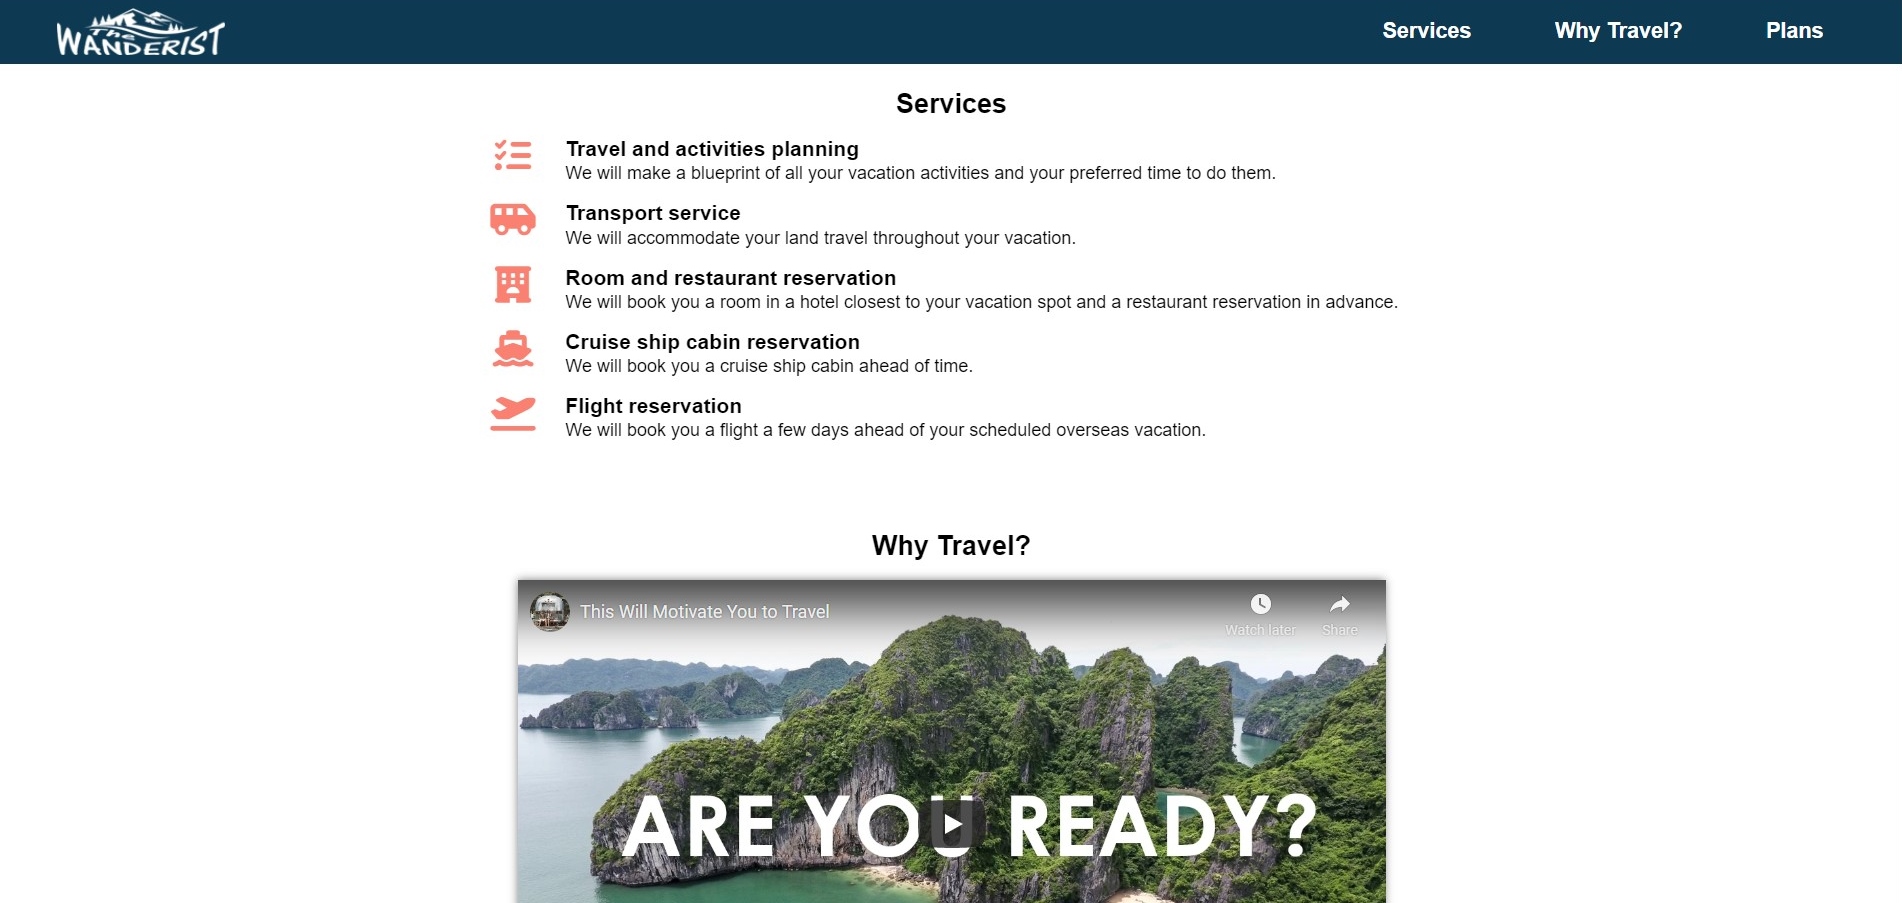 The
WANDERIST
Services Why Travel? Plans
Services
Travel and activities planning
We will make a blueprint of all your vacation activities and your preferred time to do them.
Transport service
We will accommodate your land travel throughout your vacation.
Room and restaurant reservation
We will book you a room in a hotel closest to your vacation spot and a restaurant reservation in advance.
Cruise ship cabin reservation
We will book you a cruise ship cabin ahead of time.
Flight reservation
We will book you a flight a few days ahead of your scheduled overseas vacation.
Why Travel?
This Will Motivate You to Travel
Watch later Share
ARE YOU READY?